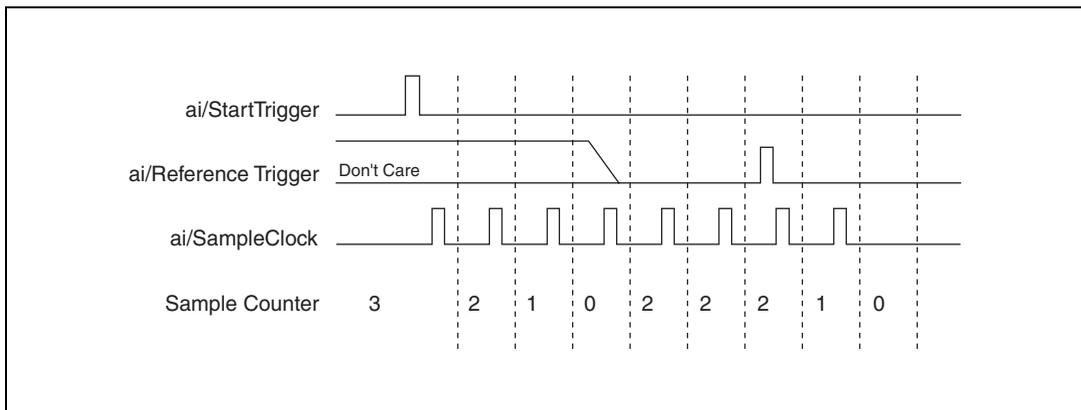 ai/StartTrigger
ai/Reference Trigger Don't Care
ai/SampleClock
Sample Counter 3 2 1 0 2 2 2 1 0